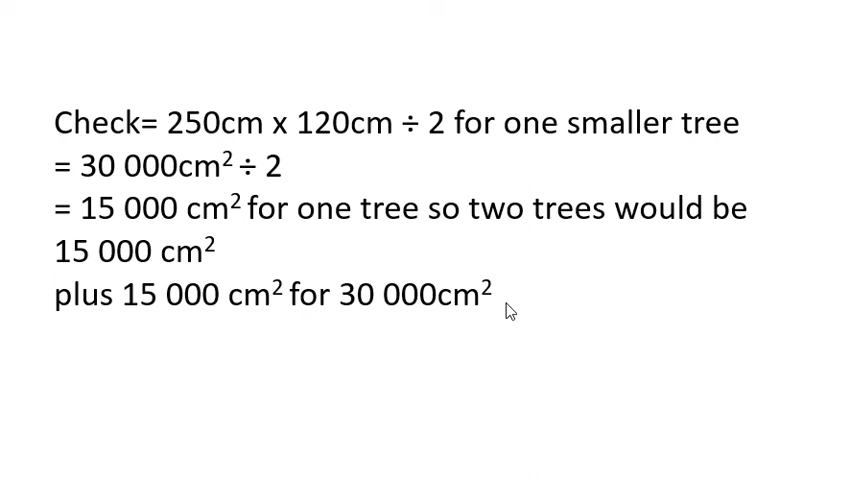 Check= 250cm x 120cm ÷ 2 for one smaller tree
= 30 000cm² ÷ 2
= 15 000 cm² for one tree so two trees would be
15 000 cm²
plus 15 000 cm² for 30 000cm²